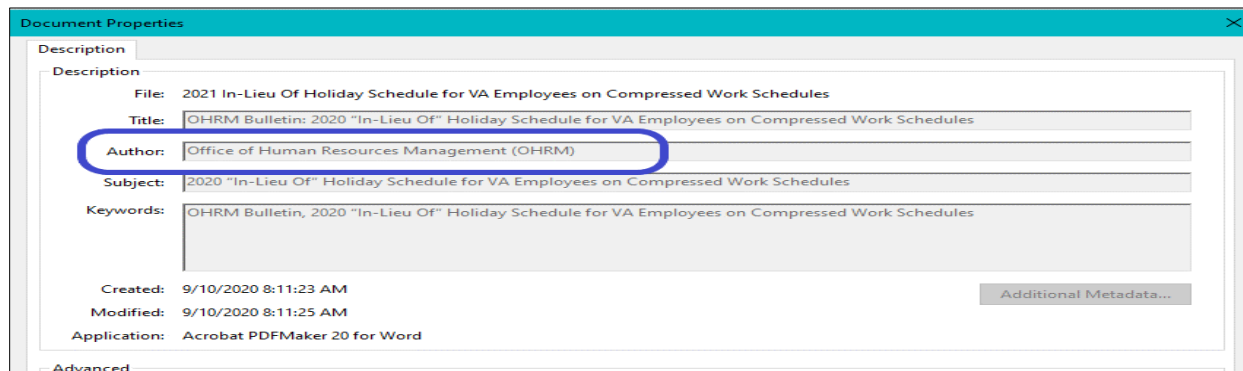 Document Properties
Description
Description
File: 2021 In-Lieu Of Holiday Schedule for VA Employees on Compressed Work Schedules
Title: OHRM Bulletin: 2020 “In-Lieu Of” Holiday Schedule for VA Employees on Compressed Work Schedules
Author: Office of Human Resources Management (OHRM)
Subject: 2020 “In-Lieu Of” Holiday Schedule for VA Employees on Compressed Work Schedules
Keywords: OHRM Bulletin, 2020 “In-Lieu Of” Holiday Schedule for VA Employees on Compressed Work Schedules
Created: 9/10/2020 8:11:23 AM
Additional Metadata...
Modified: 9/10/2020 8:11:25 AM
Application: Acrobat PDFMaker 20 for Word
Advanced